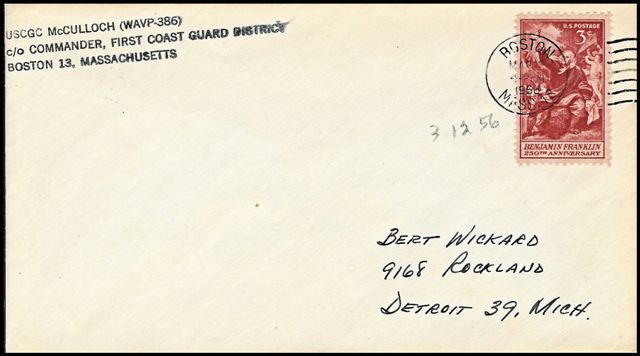 USCGC McCULLOCH (WAVP-386)
c/o COMMANDER, FIRST COAST GUARD DISTRICT
BOSTON 13, MASSACHUSETTS
U.S. POSTAGE
3¢
BOSTON
MASS.
BENJAMIN FRANKLIN
250TH ANNIVERSARY
3 12 56
BERT WICKARD
9168 ROCKLAND
DETROIT 39, MICH.